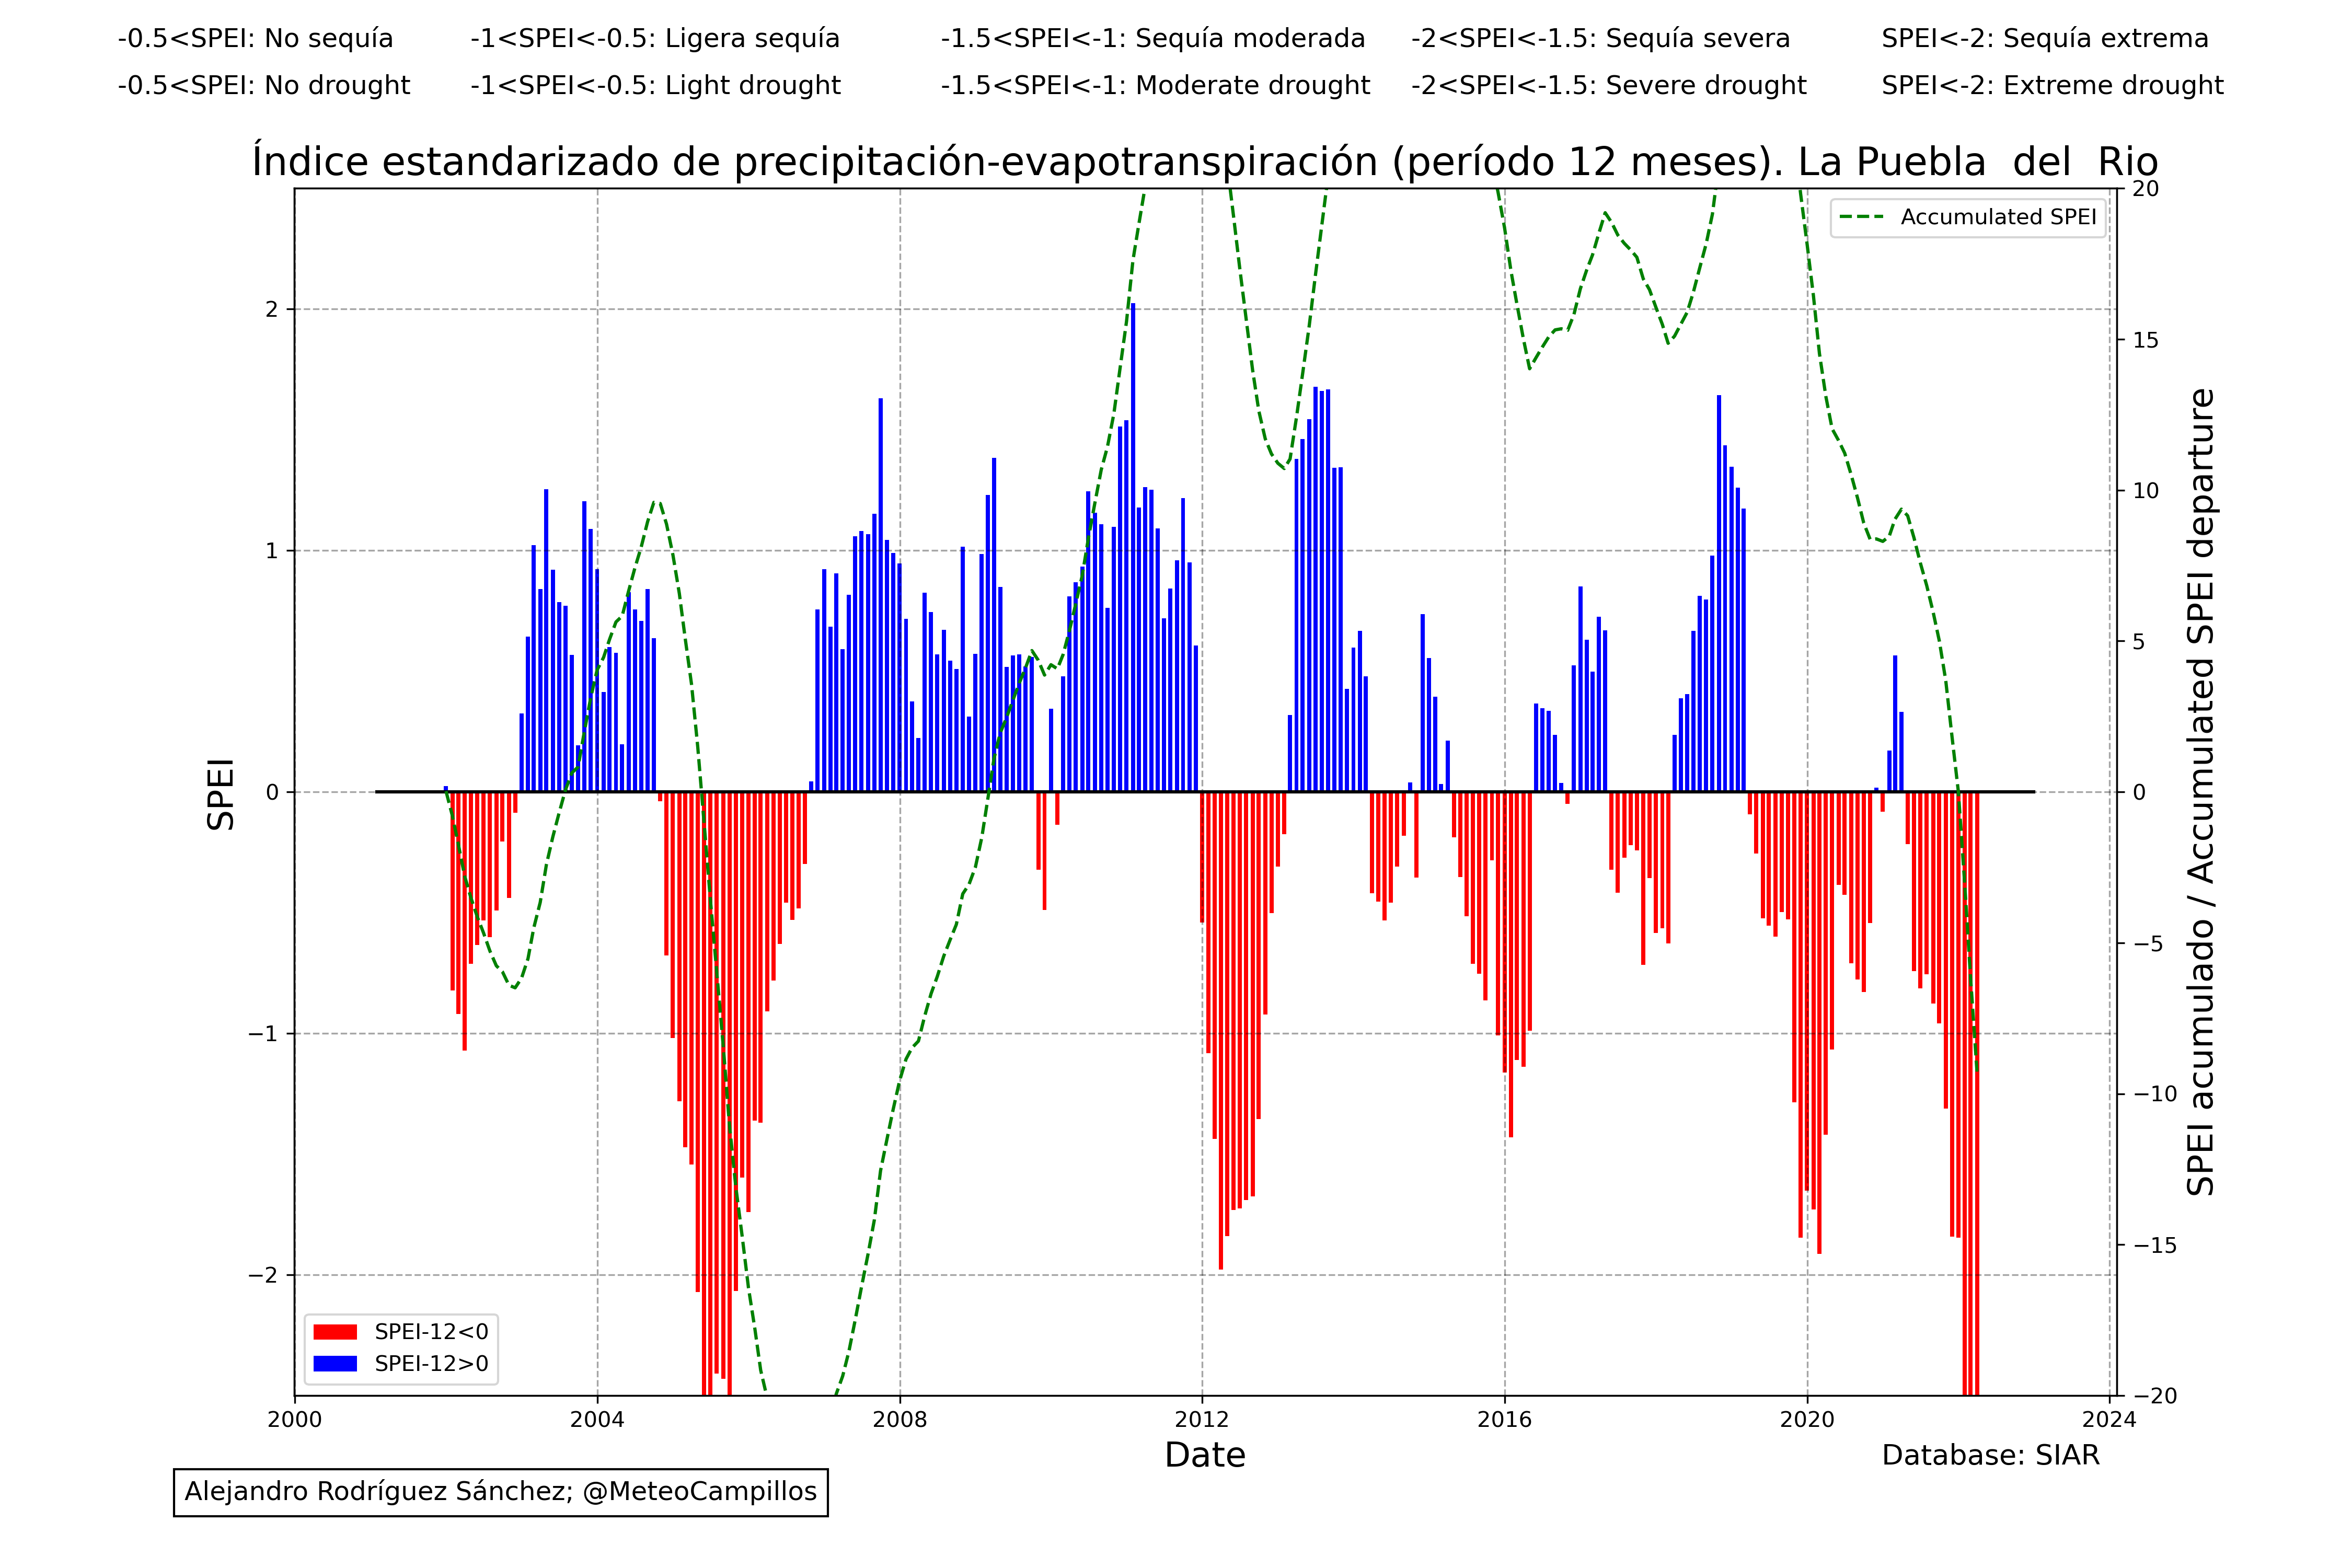 -0.5<SPEI: No sequía -1<SPEI<-0.5: Ligera sequía -1.5<SPEI<-1: Sequía moderada -2<SPEI<-1.5: Sequía severa SPEI<-2: Sequía extrema
-0.5<SPEI: No drought -1<SPEI<-0.5: Light drought -1.5<SPEI<-1: Moderate drought -2<SPEI<-1.5: Severe drought SPEI<-2: Extreme drought
Índice estandarizado de precipitación-evapotranspiración (período 12 meses). La Puebla del Rio
Accumulated SPEI
2
1
0
−1
−2
SPEI
20
15
10
5
0
−5
−10
−15
−20
SPEI acumulado / Accumulated SPEI departure
SPEI-12<0
SPEI-12>0
2000 2004 2008 2012 2016 2020 2024
Date
Database: SIAR
Alejandro Rodríguez Sánchez; @MeteoCampillos